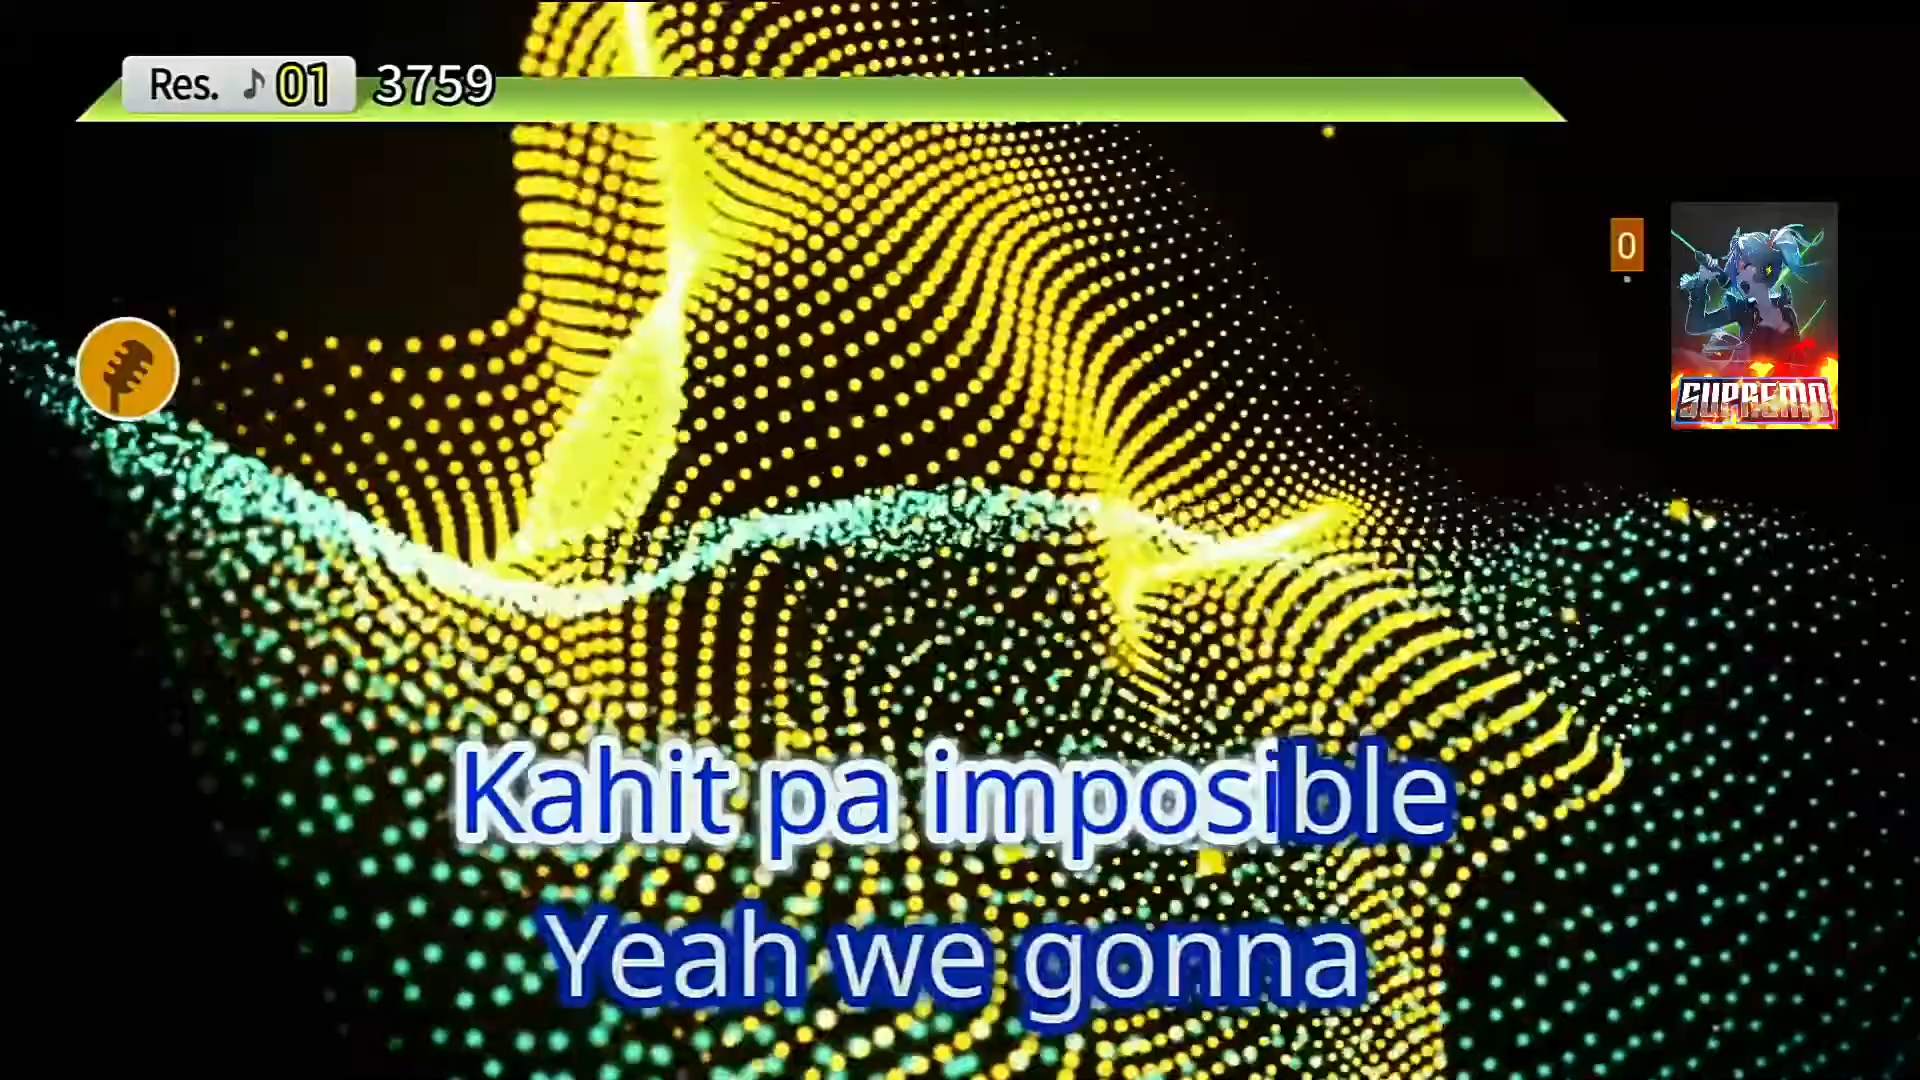 Res. ♪01 3759
0
SUPREMO
Kahit pa imposible
Yeah we gonna